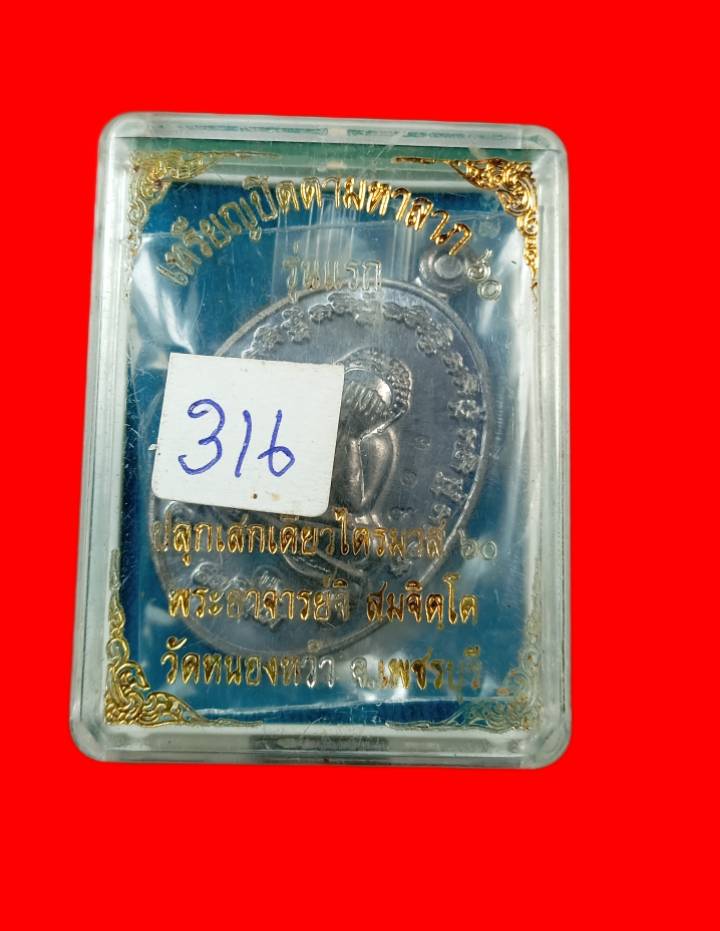 เหรียญปิดตามหาลาภ ๖๐
รุ่นแรก
316
ปลุกเสกเดี่ยวไตรมาส ๖๐
พระอาจารย์จิ สมจิตฺโต
วัดหนองหว้า จ.เพชรบุรี